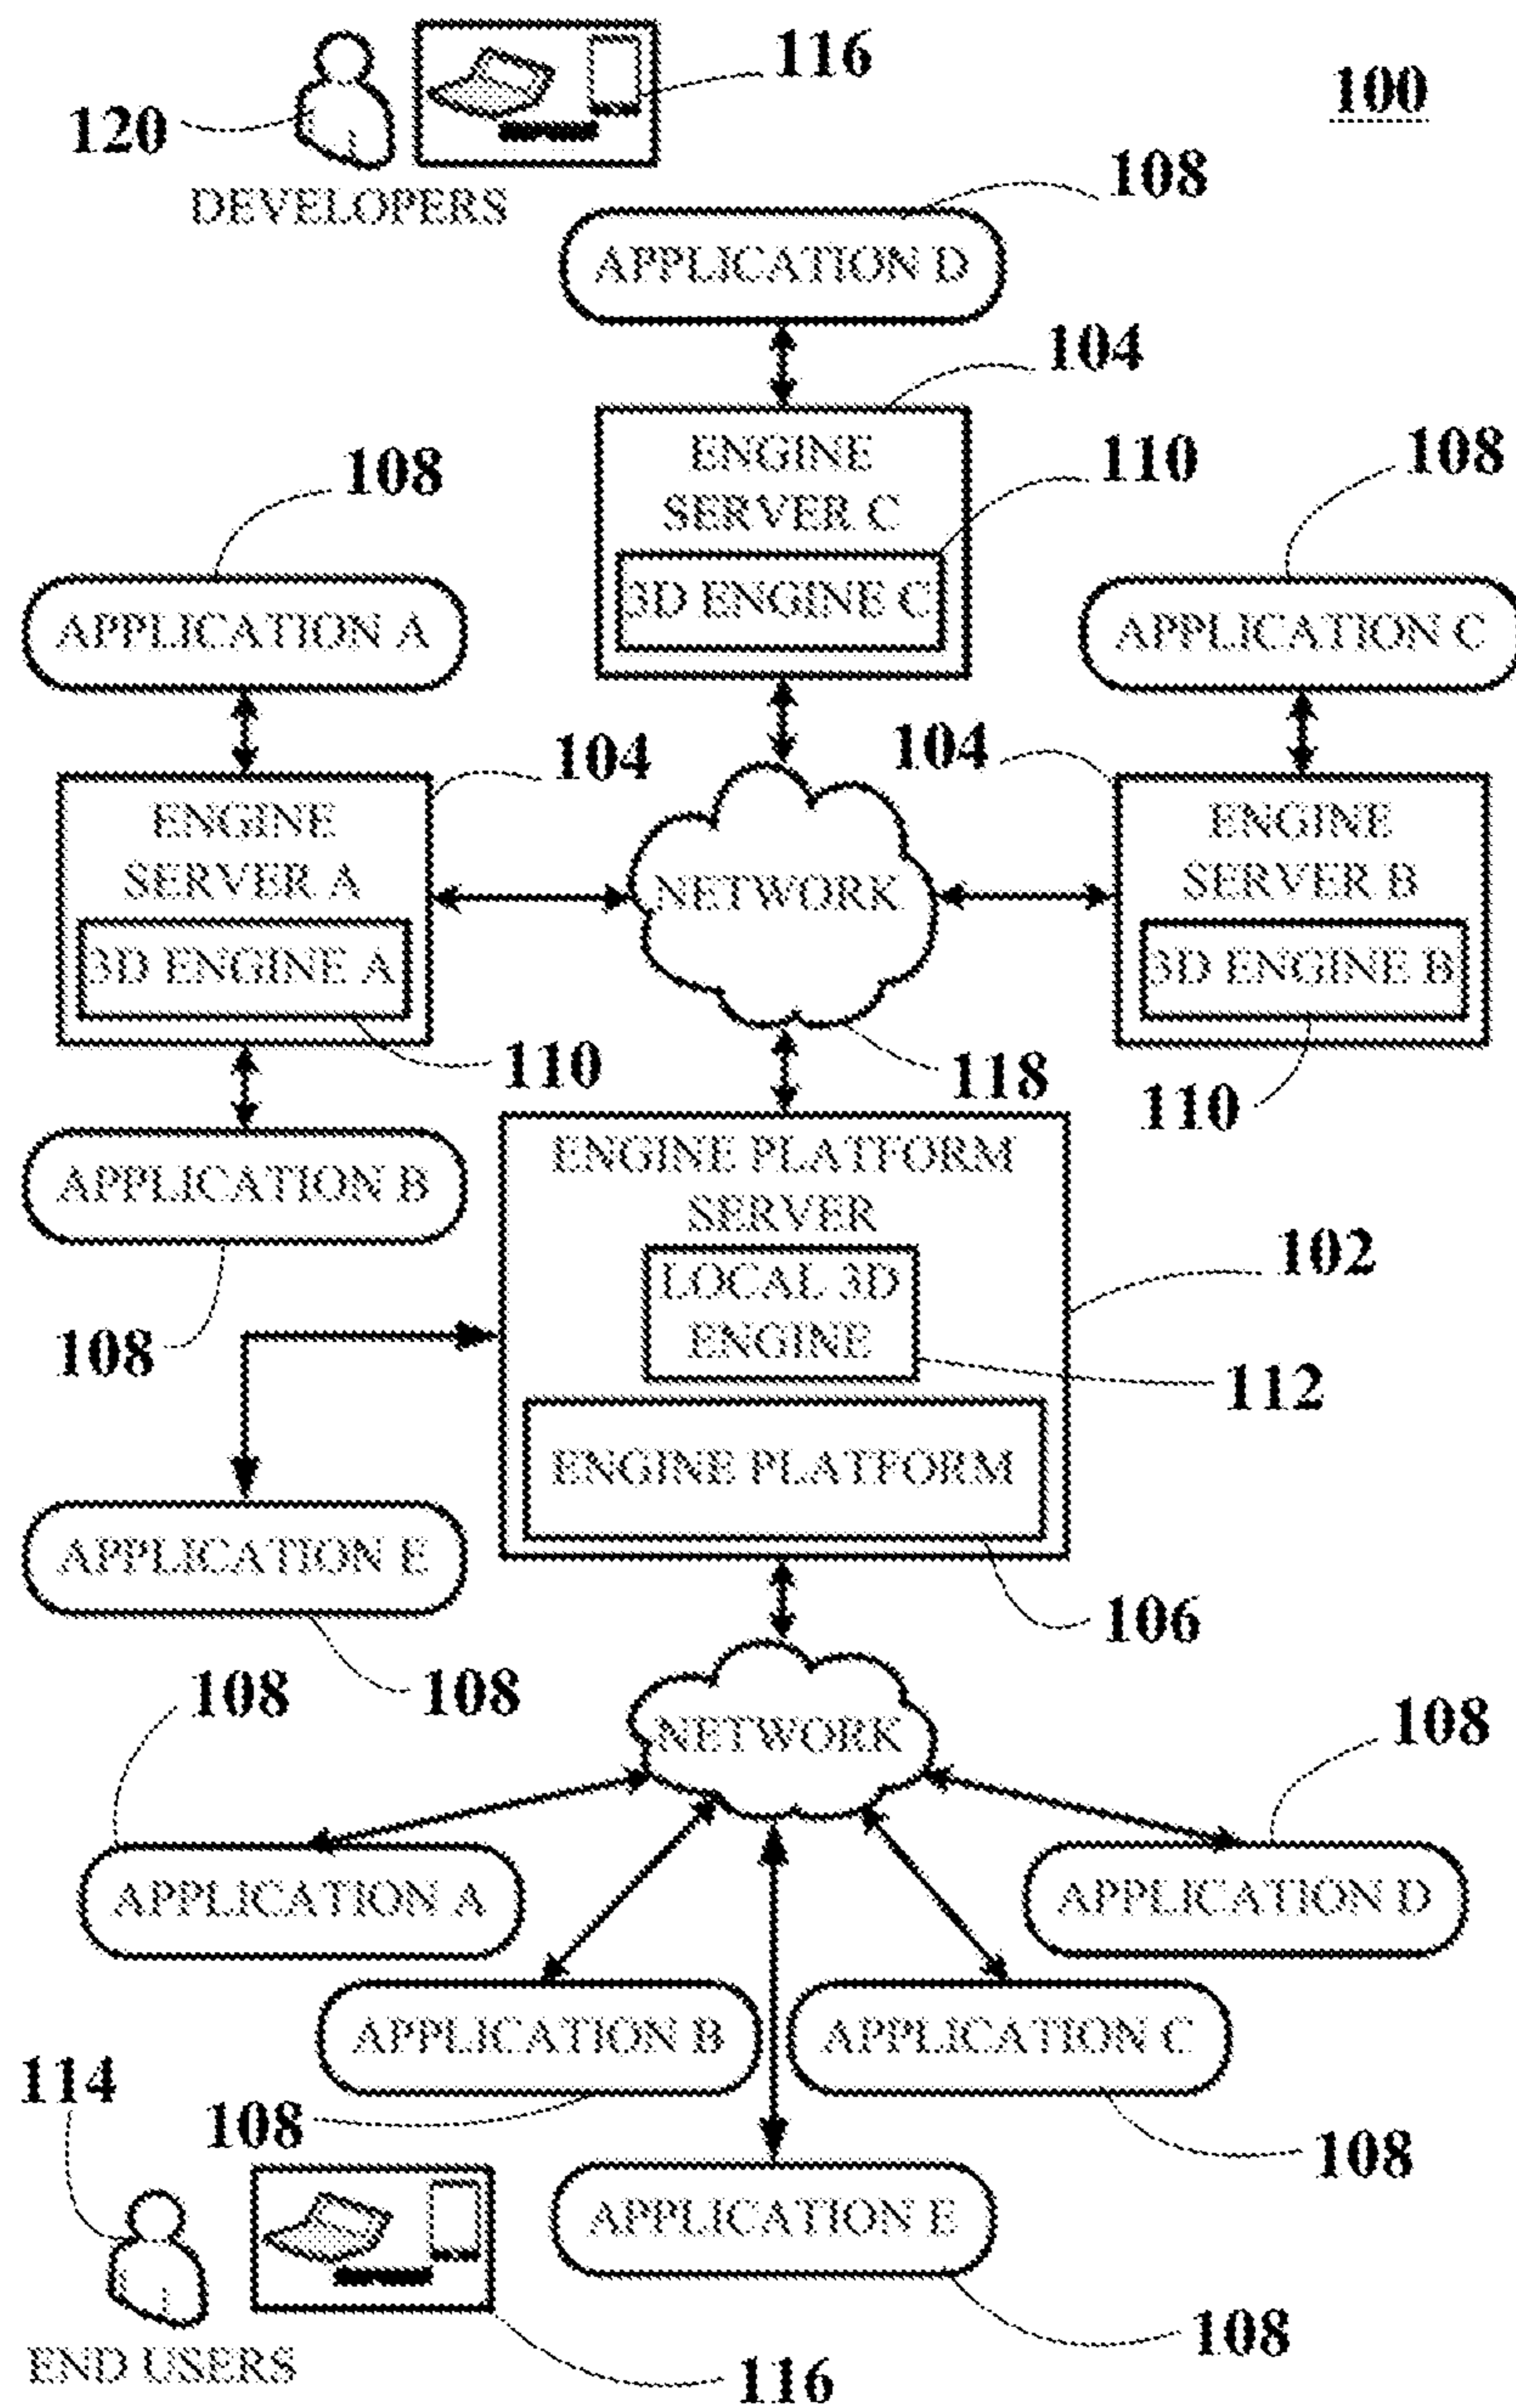 116
100
120
DEVELOPERS
108
APPLICATION D
104
ENGINE
SERVER C
110
3D ENGINE C
108
108
APPLICATION A
APPLICATION C
104
104
ENGINE
SERVER A
3D ENGINE A
NETWORK
ENGINE
SERVER B
3D ENGINE B
110
118
110
APPLICATION B
108
ENGINE PLATFORM
SERVER
LOCAL 3D
ENGINE
102
112
ENGINE PLATFORM
APPLICATION E
106
108
108
NETWORK
108
APPLICATION A
APPLICATION D
APPLICATION B
APPLICATION C
114
108
108
APPLICATION E
108
END USERS
116